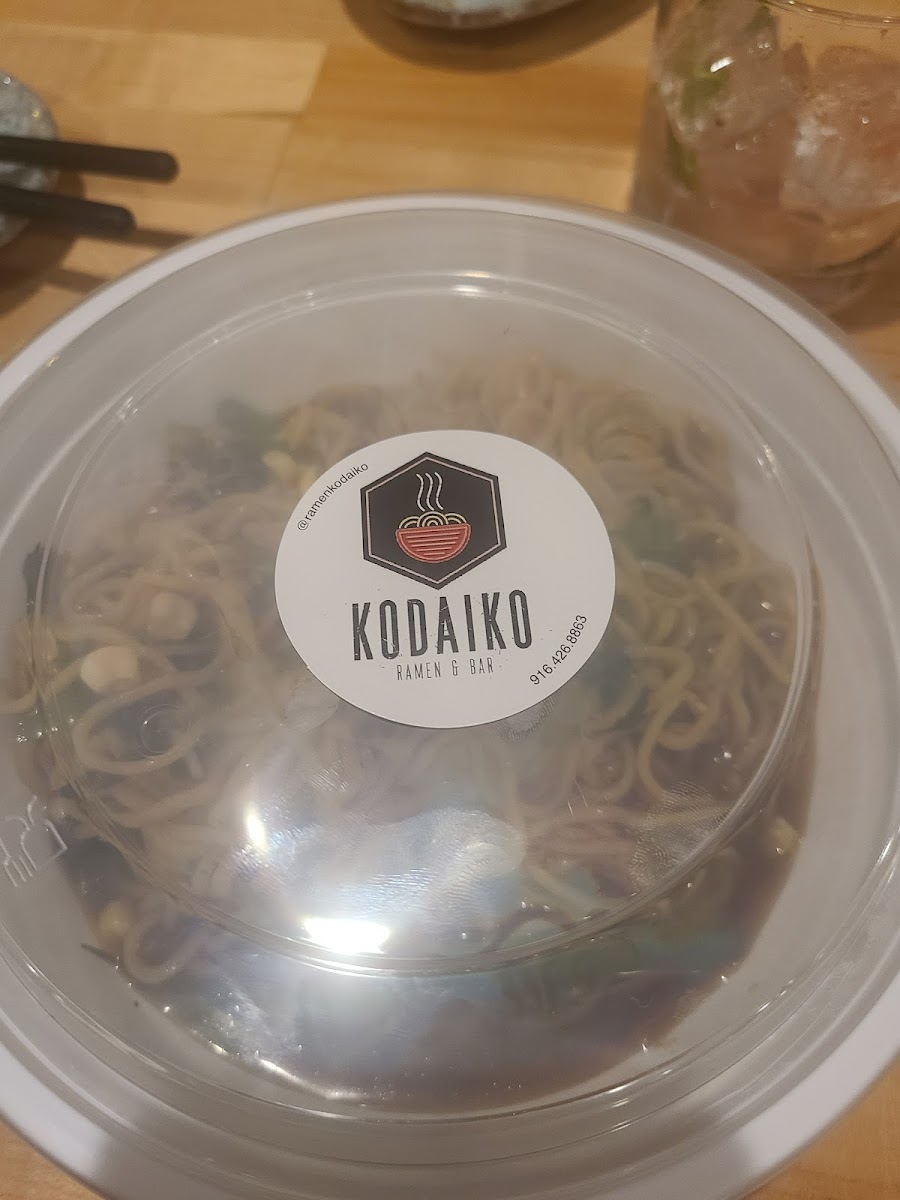 @ramenkodaiko
KODAIKO
RAMEN & BAR
916.426.8863